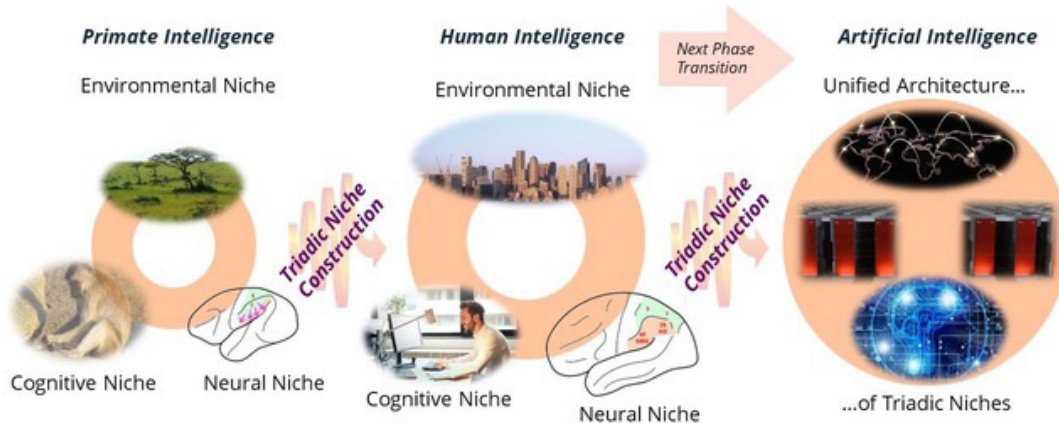 Primate Intelligence
Environmental Niche
Cognitive Niche
Neural Niche
Triadic Niche
Construction
Human Intelligence
Environmental Niche
Cognitive Niche
Neural Niche
Next Phase
Transition
Triadic Niche
Construction
Artificial Intelligence
Unified Architecture...
...of Triadic Niches